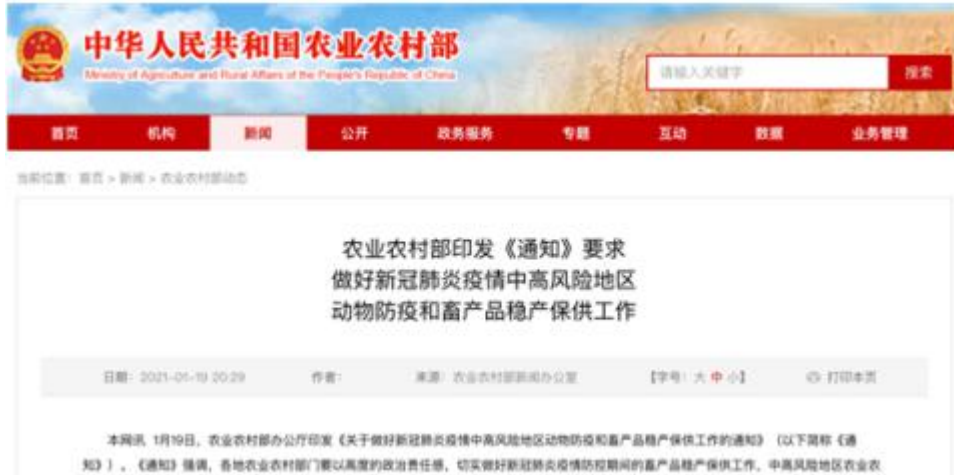 中华人民共和国农业农村部
Ministry of Agriculture and Rural Affairs of the People's Republic of China
请输入关键字 搜索
首页 机构 新闻 公开 政务服务 专题 互动 数据 业务管理
当前位置：首页 > 新闻 > 农业农村部动态
农业农村部印发《通知》要求
做好新冠肺炎疫情中高风险地区
动物防疫和畜产品稳产保供工作
日期：2021-01-19 20:29 作者： 来源：农业农村部新闻办公室 【字号：大 中 小】 打印本页
本网讯 1月19日，农业农村部办公厅印发《关于做好新冠肺炎疫情中高风险地区动物防疫和畜产品稳产保供工作的通知》（以下简称《通
知》）。《通知》强调，各地农业农村部门要以高度的政治责任感，切实做好新冠肺炎疫情防控期间的畜产品稳产保供工作，中高风险地区农业农